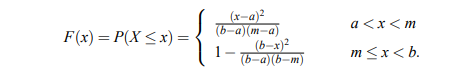 F(x) = P(X ≤ x) = { (x−a)²/((b−a)(m−a))    a < x < m
1 − (b−x)²/((b−a)(b−m))    m ≤ x < b.